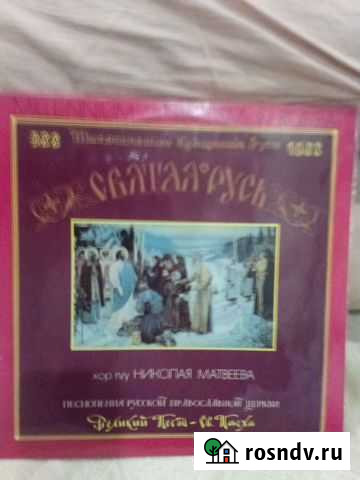 988 Тысячелетие Крещения Руси 1988
СВЯТАЯ РУСЬ
хор п/у НИКОЛАЯ МАТВЕЕВА
ПЕСНОПЕНИЯ РУССКОЙ ПРАВОСЛАВНОЙ ЦЕРКВИ
Великий Пост - Св. Пасха
rosndv.ru